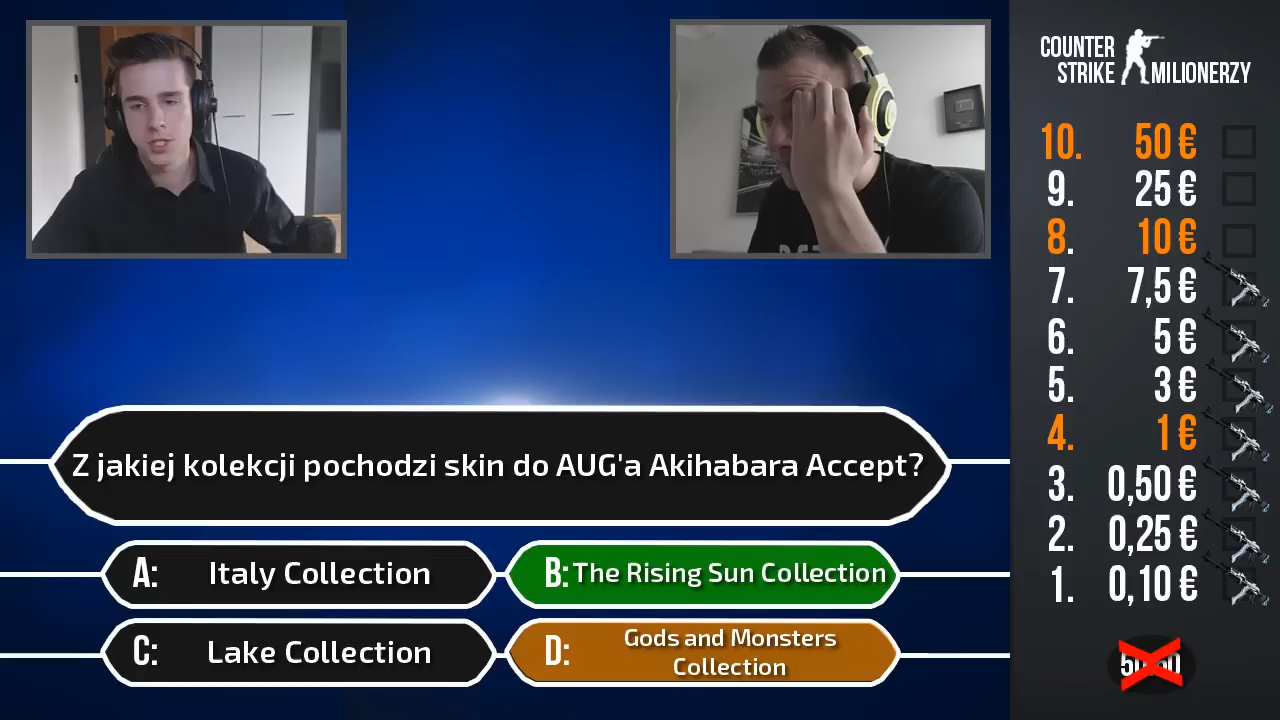 COUNTER
STRIKE MILIONERZY
10. 50 €
9. 25 €
8. 10 €
7. 7,5 €
6. 5 €
5. 3 €
4. 1 €
3. 0,50 €
2. 0,25 €
1. 0,10 €
Z jakiej kolekcji pochodzi skin do AUG'a Akihabara Accept?
A: Italy Collection
B: The Rising Sun Collection
C: Lake Collection
D: Gods and Monsters
Collection